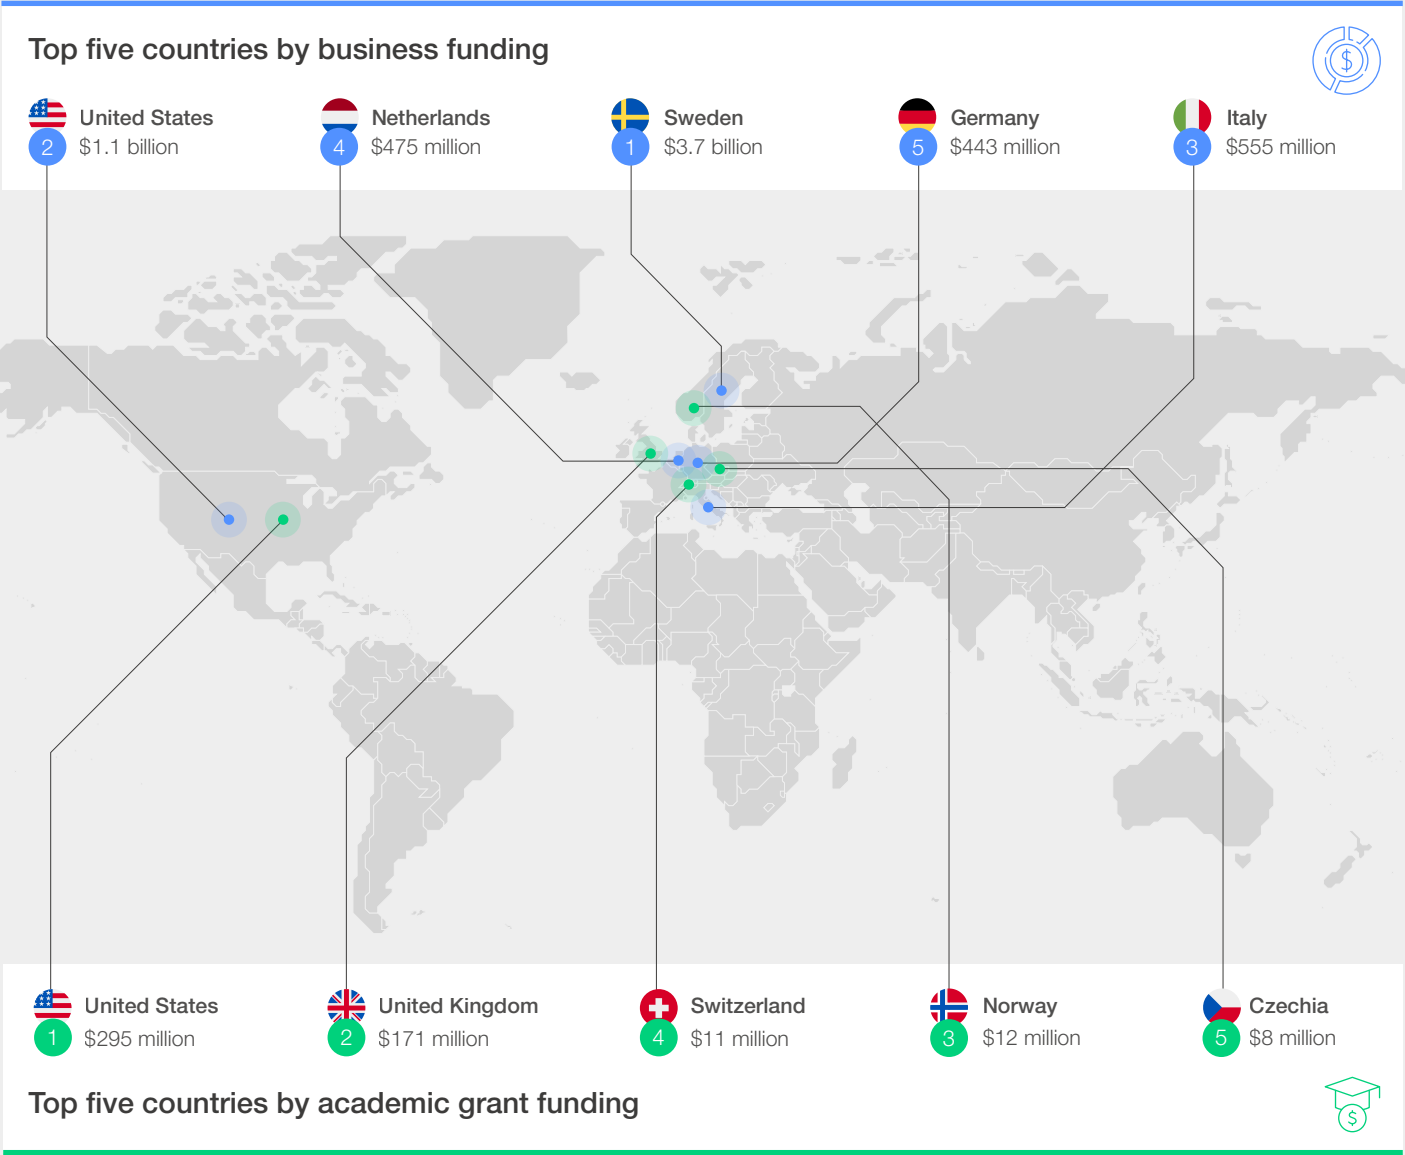 Top five countries by business funding
$
United States
2
$1.1 billion
Netherlands
4
$475 million
Sweden
1
$3.7 billion
Germany
5
$443 million
Italy
3
$555 million
United States
1
$295 million
United Kingdom
2
$171 million
Switzerland
4
$11 million
Norway
3
$12 million
Czechia
5
$8 million
Top five countries by academic grant funding
$